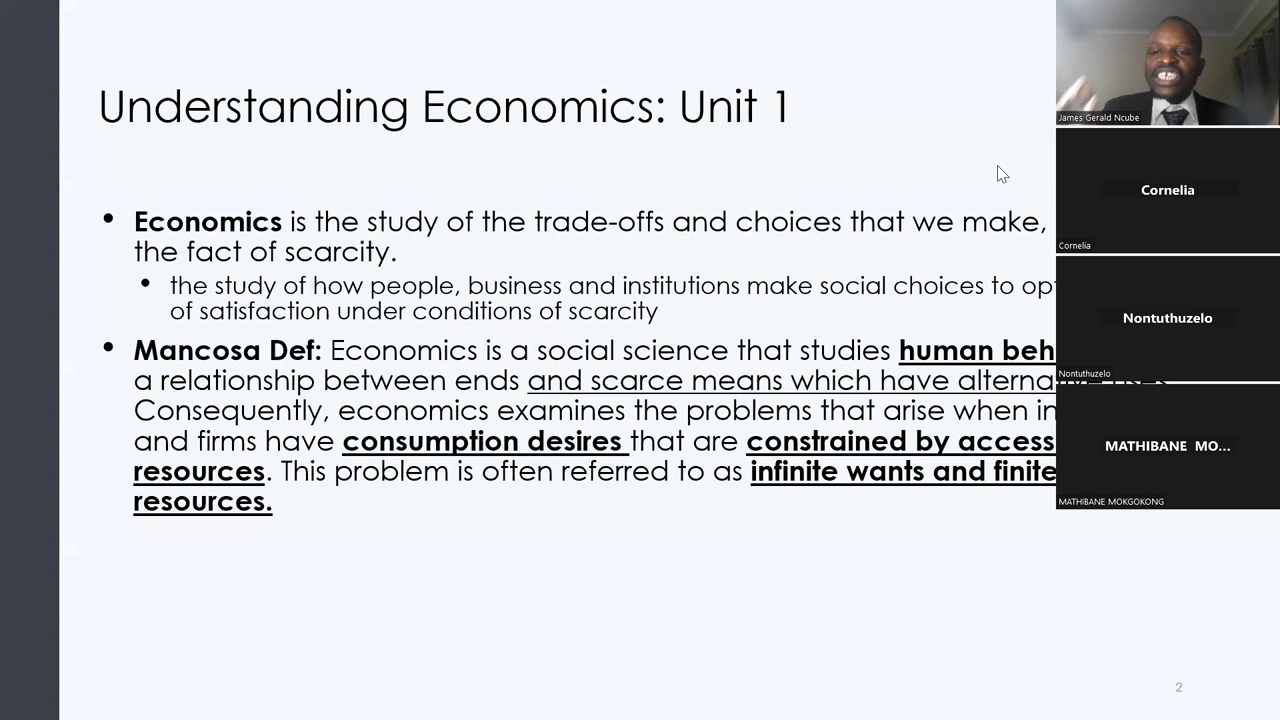 Understanding Economics: Unit 1
• Economics is the study of the trade-offs and choices that we make,
the fact of scarcity.
• the study of how people, business and institutions make social choices to
of satisfaction under conditions of scarcity
• Mancosa Def: Economics is a social science that studies human
a relationship between ends and scarce means which have
Consequently, economics examines the problems that arise when
and firms have consumption desires that are constrained by access
resources. This problem is often referred to as infinite wants and finite
resources.
James Gerald Ncube
Cornelia
Cornelia
Nontuthuzelo
Nontuthuzelo
MATHIBANE MO...
MATHIBANE MOKGOKONG
2